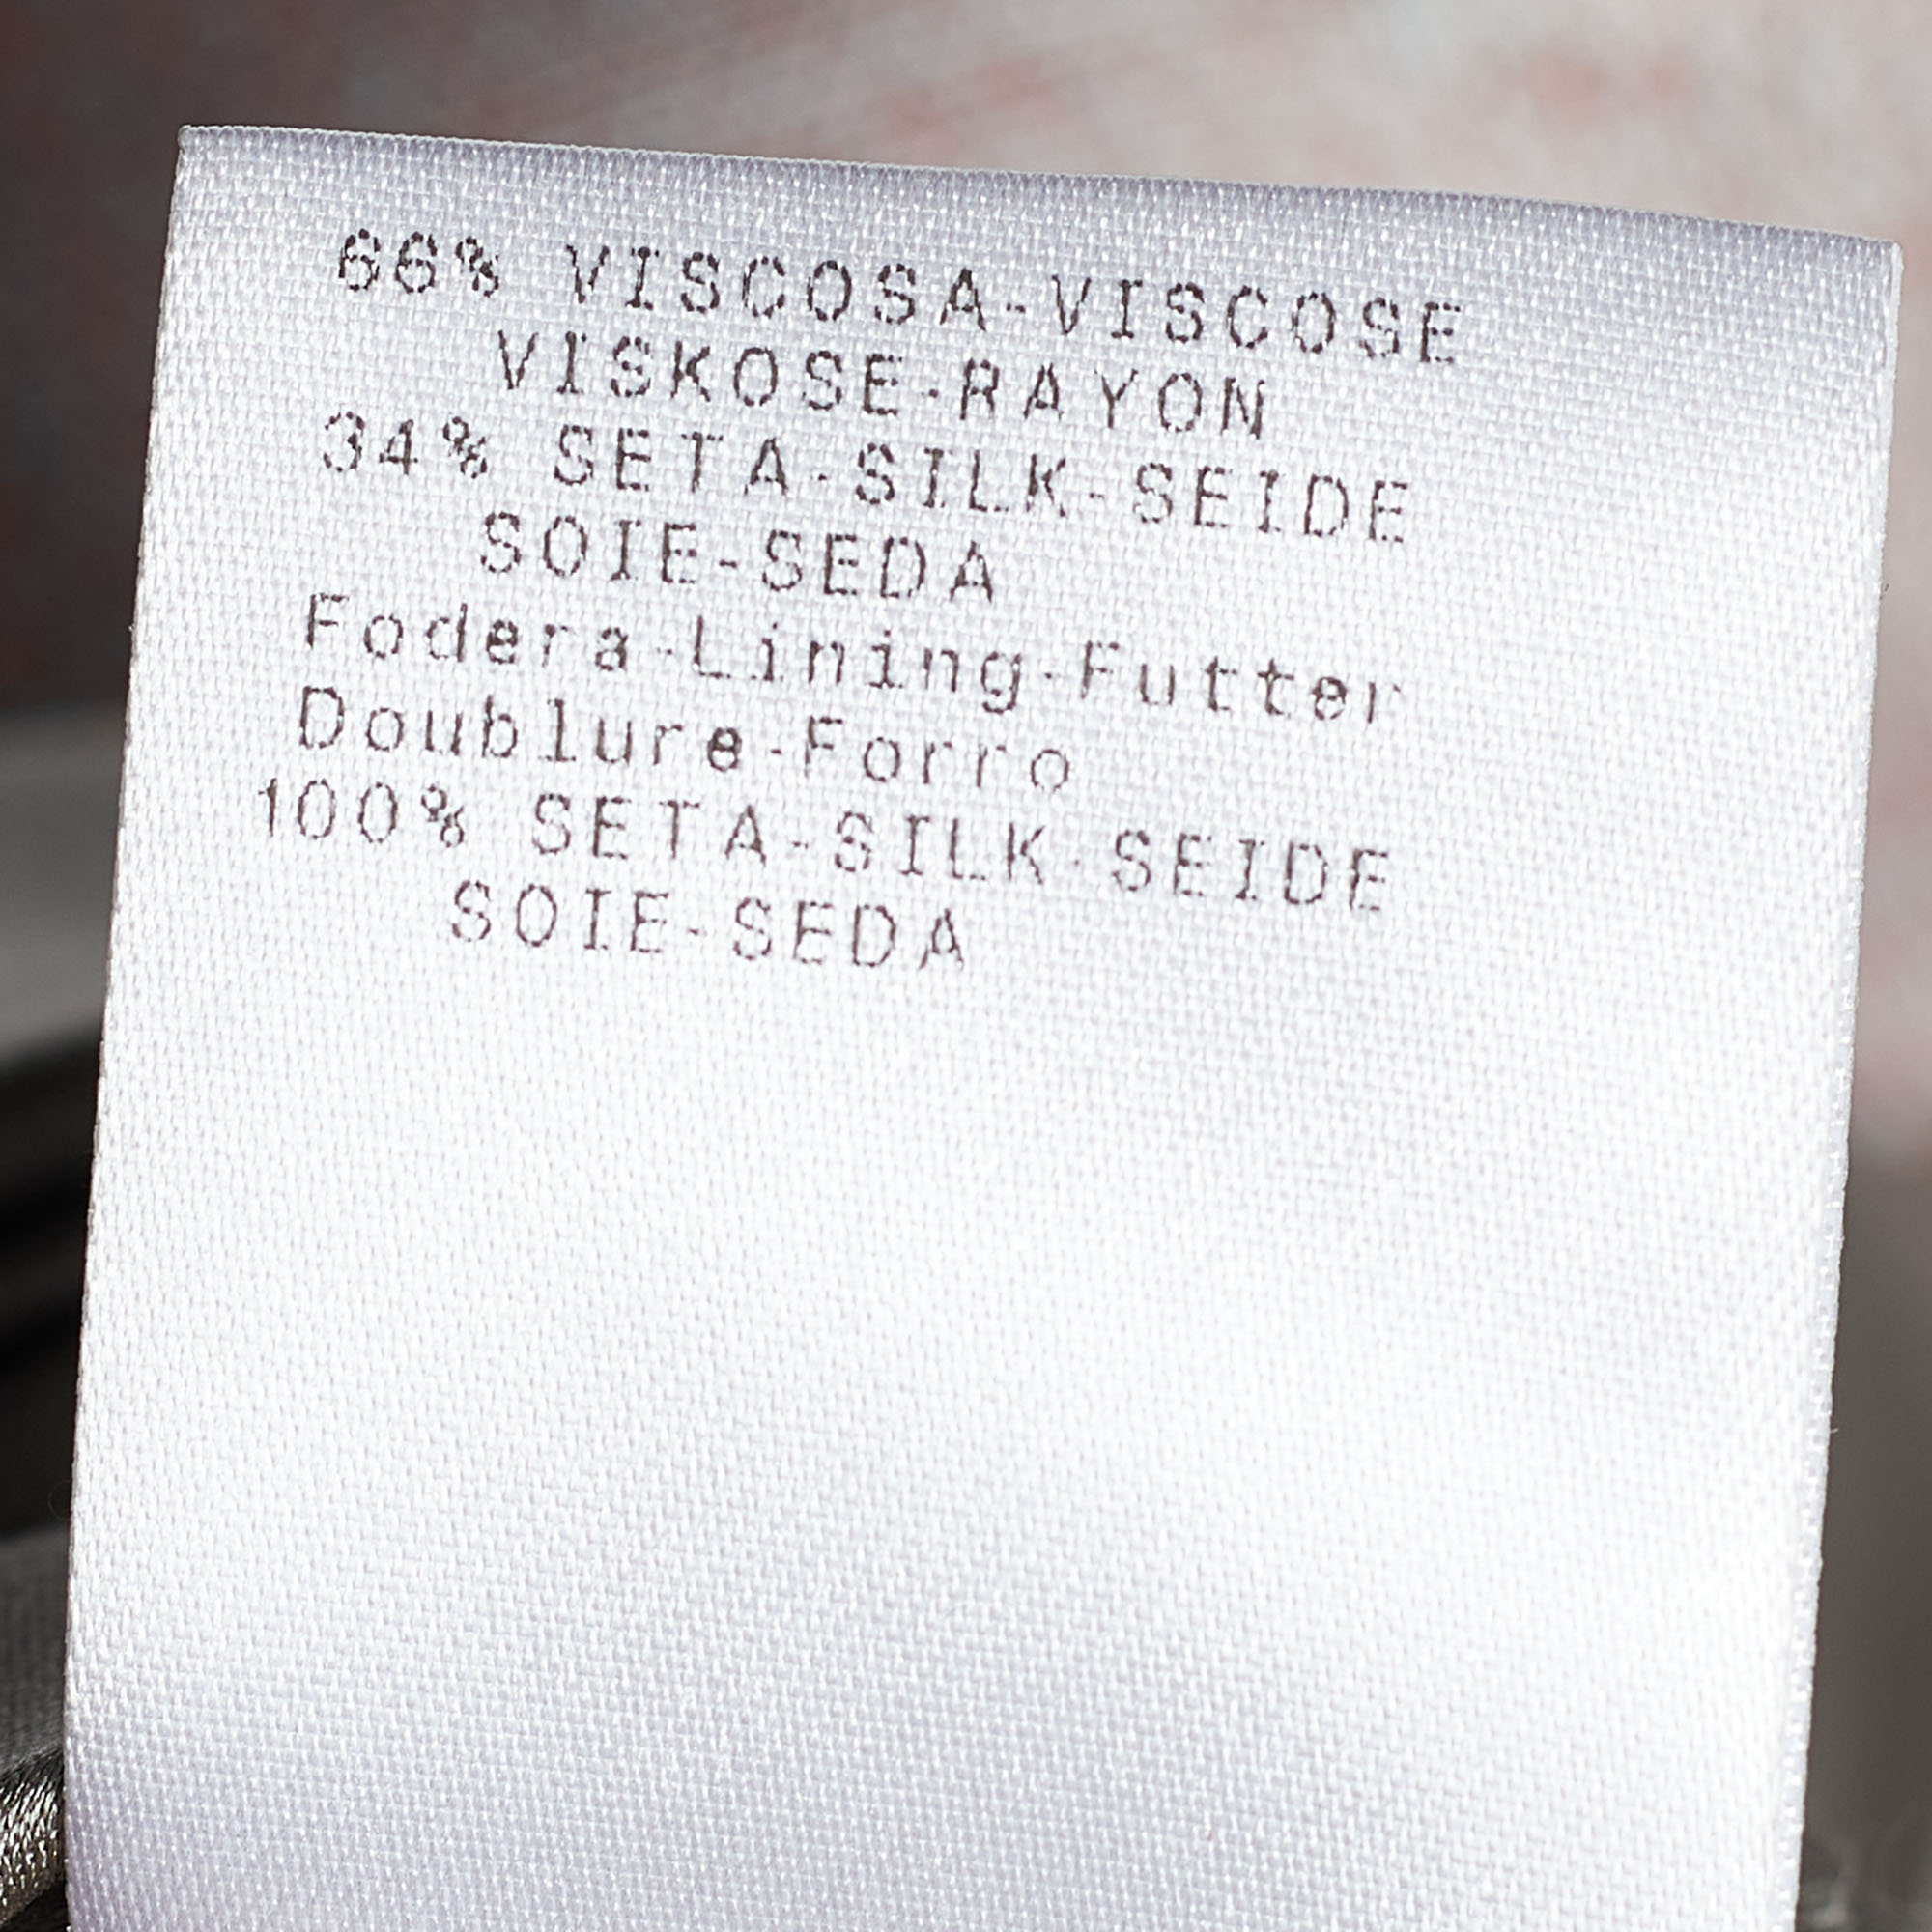 66% VISCOSA-VISCOSE
VISKOSE-RAYON
34% SETA-SILK-SEIDE
SOIE-SEDA
Fodera-Lining-Futter
Doublure-Forro
100% SETA-SILK-SEIDE
SOIE-SEDA